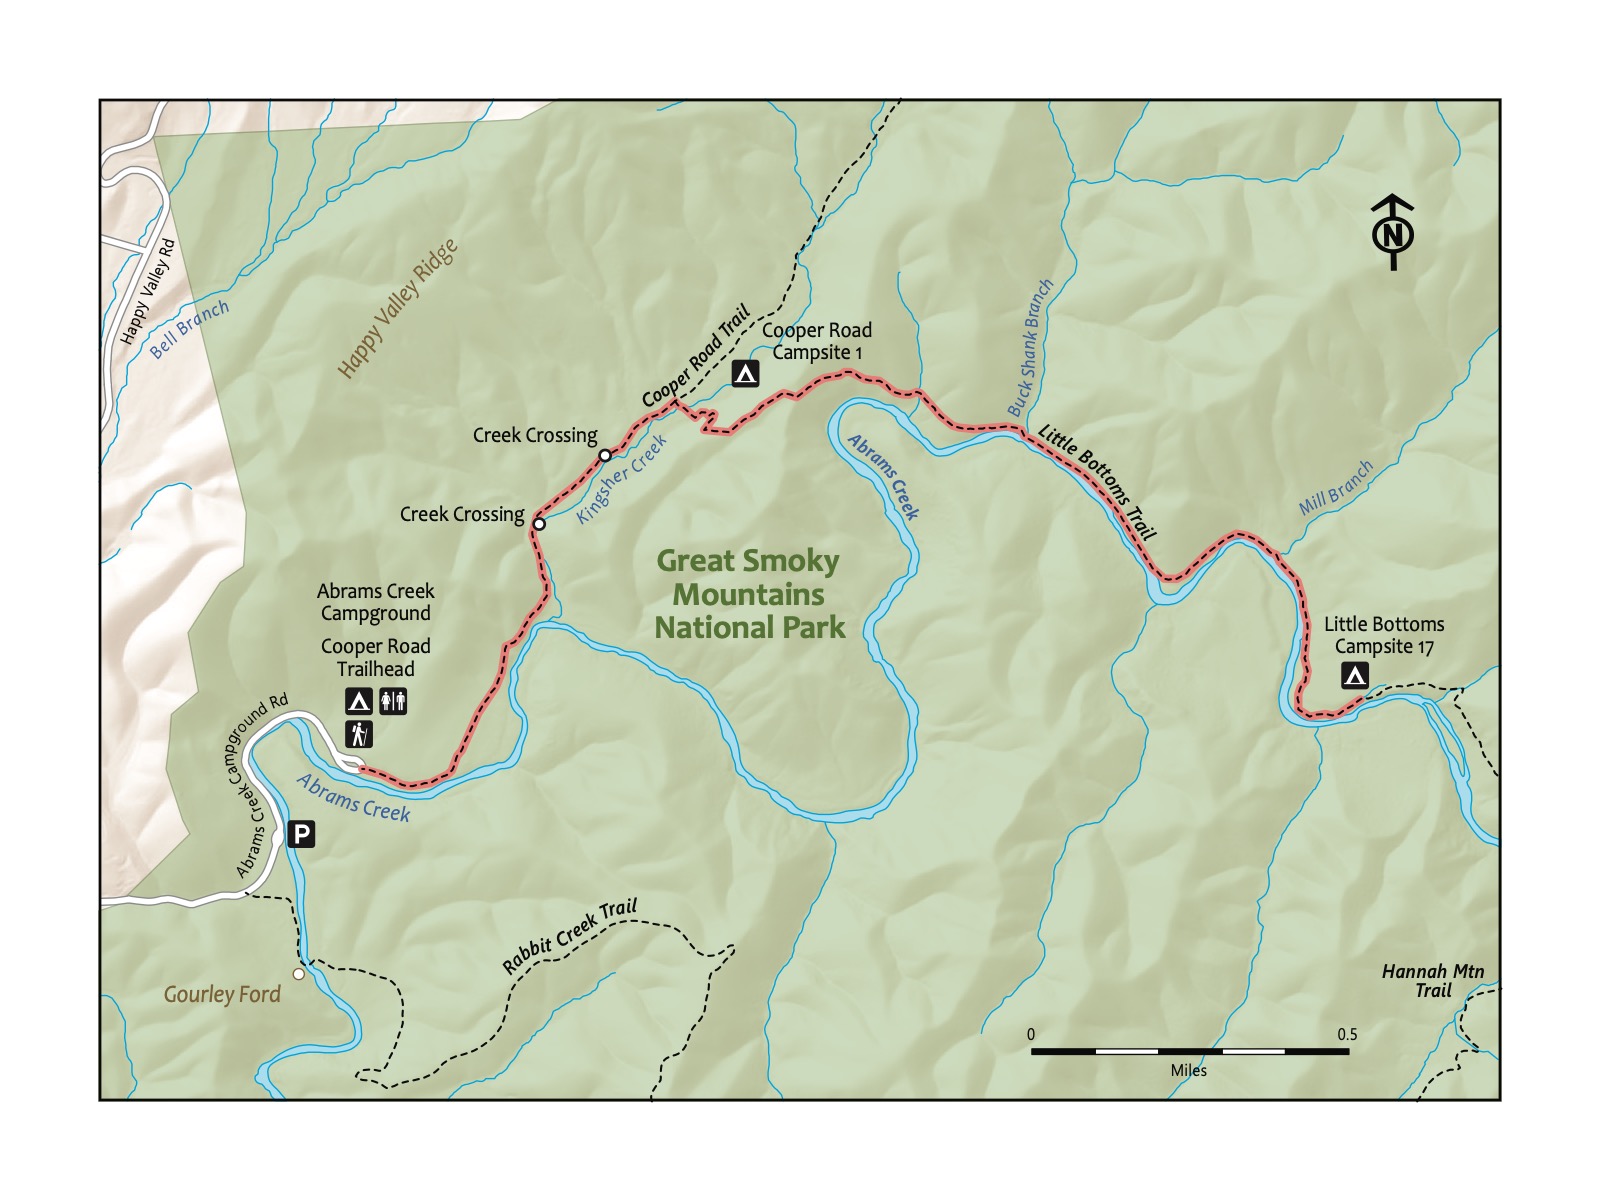 Happy Valley Rd
Bell Branch
Happy Valley Ridge
N
Cooper Road Trail
Cooper Road
Campsite 1
Buck Shank Branch
Creek Crossing
Kingsher Creek
Abrams Creek
Little Bottoms Trail
Mill Branch
Creek Crossing
Great Smoky
Mountains
National Park
Abrams Creek
Campground
Cooper Road
Trailhead
Little Bottoms
Campsite 17
Abrams Creek Campground Rd
Abrams Creek
P
Rabbit Creek Trail
Gourley Ford
Hannah Mtn
Trail
0 0.5
Miles